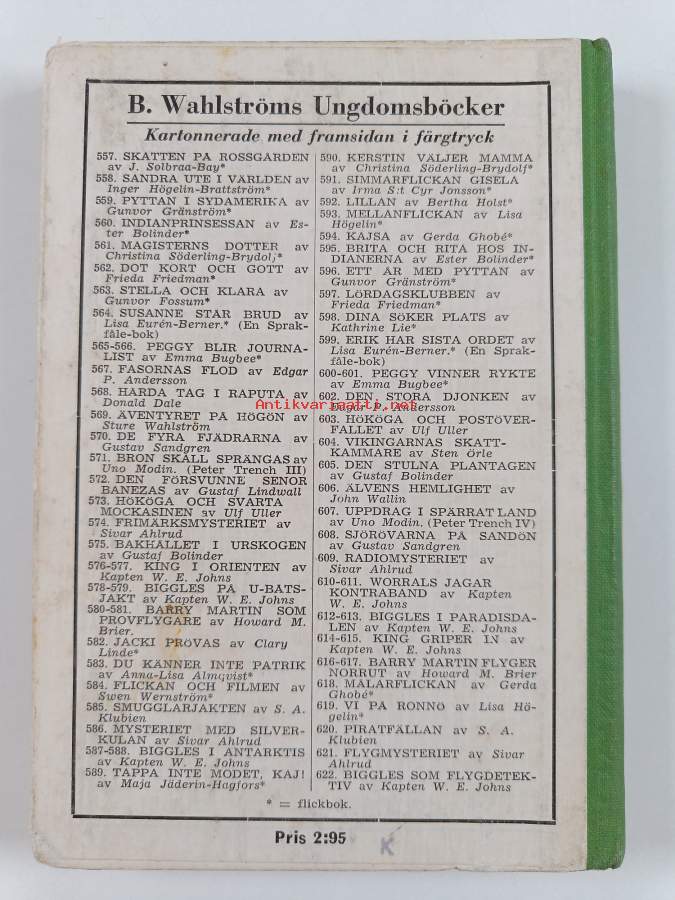 B. Wahlströms Ungdomsböcker
Kartonnerade med framsidan i färgtryck
557. SKATTEN PÅ ROSSGÅRDEN
av J. Solbraa-Bay*
558. SANDRA UTE I VÄRLDEN av
Inger Högelin-Brattström*
559. PYTTAN I SYDAMERIKA av
Gunvor Gränström*
560. INDIANPRINSESSAN av Es-
ter Bolinder*
561. MAGISTERNS DOTTER av
Christina Söderling-Brydolf*
562. DOT KORT OCH GOTT av
Frieda Friedman*
563. STELLA OCH KLARA av
Gunvor Fossum*
564. SUSANNE STÅR BRUD av
Lisa Eurén-Berner.* (En Språk-
fåle-bok)
565-566. PEGGY BLIR JOURNA-
LIST av Emma Bugbee*
567. FASORNAS FLOD av Edgar
P. Andersson
568. HÅRDA TAG I RAPUTA av
Donald Dale
569. ÄVENTYRET PÅ HÖGÖN av
Sture Wahlström
570. DE FYRA FJÄDRARNA av
Gustav Sandgren
571. BRON SKALL SPRÄNGAS av
Uno Modin. (Peter Trench III)
572. DEN FÖRSVUNNE SENOR
BANEZAS av Gustaf Lindwall
573. HÖKÖGA OCH SVARTA
MOCKASINEN av Ulf Uller
574. FRIMÄRKSMYSTERIET av
Sivar Ahlrud
575. BAKHÅLLET I URSKOGEN
av Gustaf Bolinder
576-577. KING I ORIENTEN av
Kapten W. E. Johns
578-579. BIGGLES PÅ U-BÅTS-
JAKT av Kapten W. E. Johns
580-581. BARRY MARTIN SOM
PROVFLYGARE av Howard M.
Brier.
582. JACKI PRÖVAS av Clary
Linde*
583. DU KÄNNER INTE PATRIK
av Anna-Lisa Almqvist*
584. FLICKAN OCH FILMEN av
Swen Wernström*
585. SMUGGLARJAKTEN av S. A.
Klubien
586. MYSTERIET MED SILVER-
KULAN av Sivar Ahlrud
587-588. BIGGLES I ANTARKTIS
av Kapten W. E. Johns
589. TAPPA INTE MODET, KAJ!
av Maja Jäderin-Hagfors*
590. KERSTIN VÄLJER MAMMA
av Christina Söderling-Brydolf*
591. SIMMARFLICKAN GISELA
av Irma S:t Cyr Jonsson*
592. LILLAN av Bertha Holst*
593. MELLANFLICKAN av Lisa
Högelin*
594. KAJSA av Gerda Ghobé*
595. BRITA OCH RITA HOS IN-
DIANERNA av Ester Bolinder*
596. ETT ÅR MED PYTTAN av
Gunvor Gränström*
597. LÖRDAGSKLUBBEN av
Frieda Friedman*
598. DINA SÖKER PLATS av
Kathrine Lie*
599. ERIK HAR SISTA ORDET av
Lisa Eurén-Berner.* (En Språk-
fåle-bok)
600-601. PEGGY VINNER RYKTE
av Emma Bugbee*
602. DEN STORA DJONKEN av
Edgar P. Andersson
603. HÖKÖGA OCH POSTÖVER-
FALLET av Ulf Uller
604. VIKINGARNAS SKATT-
KAMMARE av Sten Örle
605. DEN STULNA PLANTAGEN
av Gustaf Bolinder
606. ÄLVENS HEMLIGHET av
John Wallin
607. UPPDRAG I SPÄRRAT LAND
av Uno Modin. (Peter Trench IV)
608. SJÖRÖVARNA PÅ SANDÖN
av Gustav Sandgren
609. RADIOMYSTERIET av
Sivar Ahlrud
610-611. WORRALS JAGAR
KONTRABAND av Kapten
W. E. Johns
612-613. BIGGLES I PARADISDA-
LEN av Kapten W. E. Johns
614-615. KING GRIPER IN av
Kapten W. E. Johns
616-617. BARRY MARTIN FLYGER
NORRUT av Howard M. Brier
618. MÅLARFLICKAN av Gerda
Ghobé*
619. VI PÅ RONNÖ av Lisa Hö-
gelin*
620. PIRATFÄLLAN av S. A.
Klubien
621. FLYGMYSTERIET av Sivar
Ahlrud
622. BIGGLES SOM FLYGDETEK-
TIV av Kapten W. E. Johns
* = flickbok.
Pris 2:95
K
Antikvariaatti.net